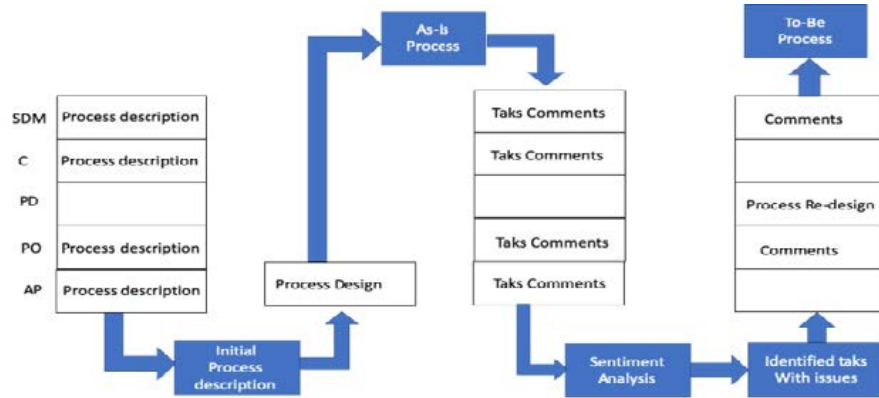 As-Is
Process
To-Be
Process
SDM
Process description
C
Process description
PD
PO
Process description
AP
Process description
Initial
Process
description
Process Design
Taks Comments
Taks Comments
Taks Comments
Taks Comments
Sentiment
Analysis
Identified taks
With issues
Comments
Process Re-design
Comments